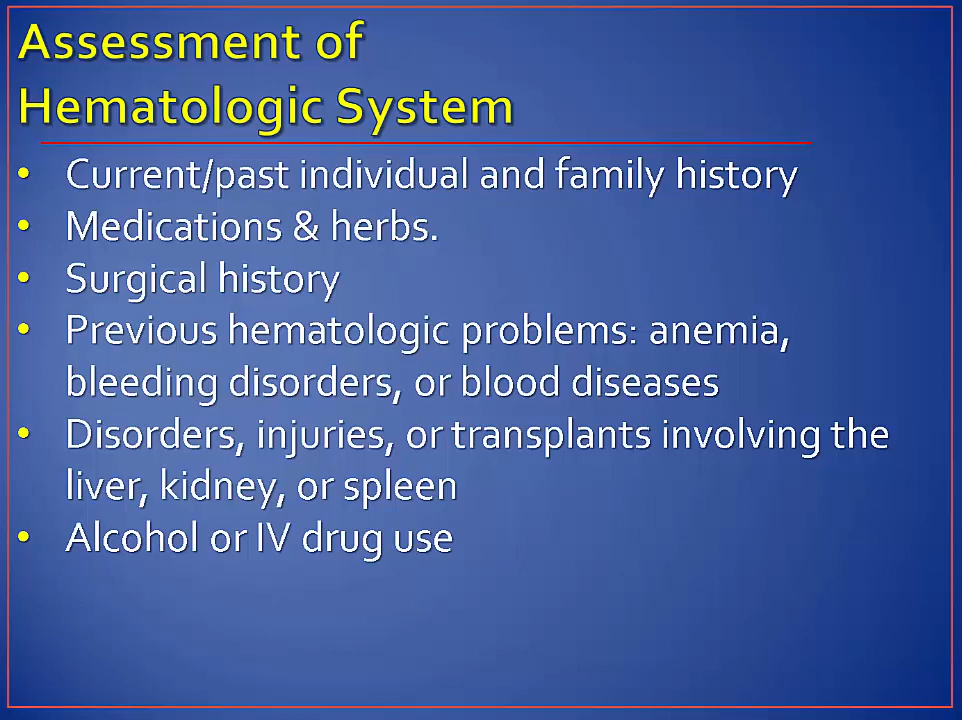 Assessment of
Hematologic System
• Current/past individual and family history
• Medications & herbs.
• Surgical history
• Previous hematologic problems: anemia,
bleeding disorders, or blood diseases
• Disorders, injuries, or transplants involving the
liver, kidney, or spleen
• Alcohol or IV drug use